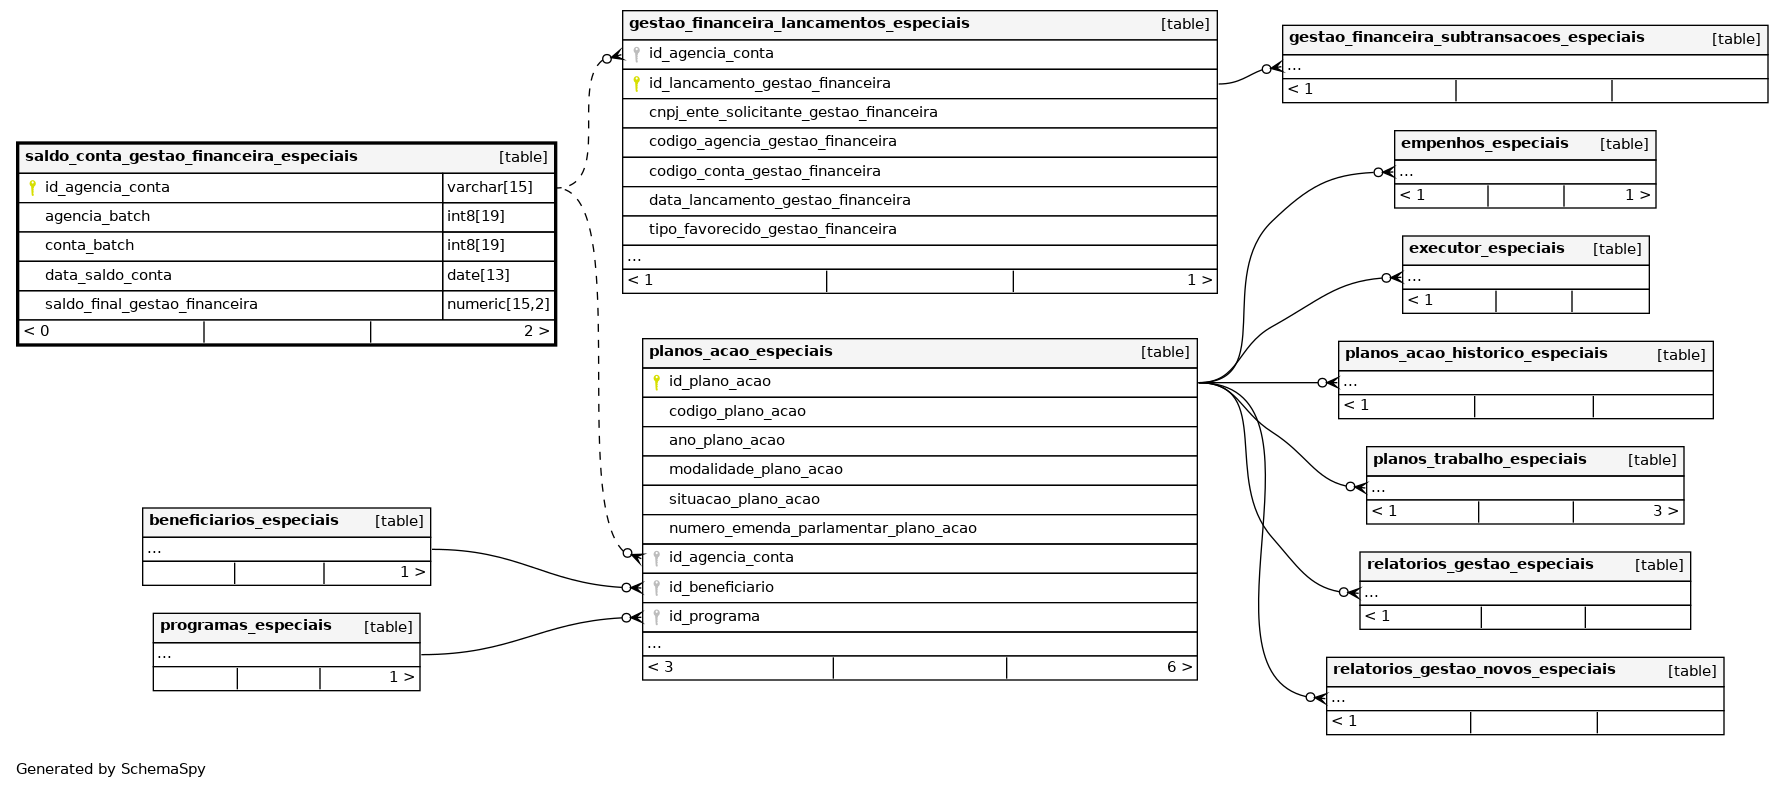 saldo_conta_gestao_financeira_especiais [table]
id_agencia_conta varchar[15]
agencia_batch int8[19]
conta_batch int8[19]
data_saldo_conta date[13]
saldo_final_gestao_financeira numeric[15,2]
< 0 2 >
beneficiarios_especiais [table]
...
1 >
programas_especiais [table]
...
1 >
gestao_financeira_lancamentos_especiais [table]
id_agencia_conta
id_lancamento_gestao_financeira
cnpj_ente_solicitante_gestao_financeira
codigo_agencia_gestao_financeira
codigo_conta_gestao_financeira
data_lancamento_gestao_financeira
tipo_favorecido_gestao_financeira
...
< 1 1 >
planos_acao_especiais [table]
id_plano_acao
codigo_plano_acao
ano_plano_acao
modalidade_plano_acao
situacao_plano_acao
numero_emenda_parlamentar_plano_acao
id_agencia_conta
id_beneficiario
id_programa
...
< 3 6 >
gestao_financeira_subtransacoes_especiais [table]
...
< 1
empenhos_especiais [table]
...
< 1 1 >
executor_especiais [table]
...
< 1
planos_acao_historico_especiais [table]
...
< 1
planos_trabalho_especiais [table]
...
< 1 3 >
relatorios_gestao_especiais [table]
...
< 1
relatorios_gestao_novos_especiais [table]
...
< 1
Generated by SchemaSpy